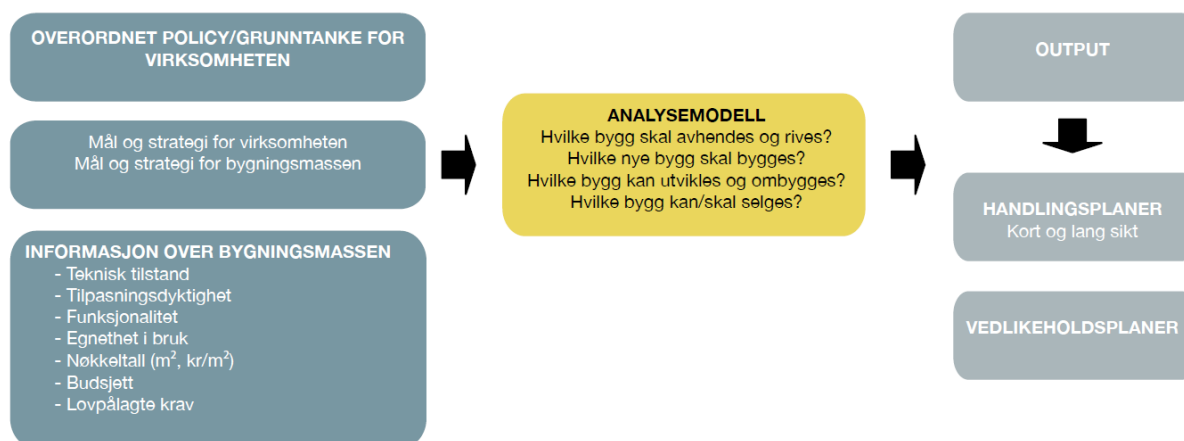 OVERORDNET POLICY/GRUNNTANKE FOR
VIRKSOMHETEN
Mål og strategi for virksomheten
Mål og strategi for bygningsmassen
INFORMASJON OVER BYGNINGSMASSEN
- Teknisk tilstand
- Tilpasningsdyktighet
- Funksjonalitet
- Egnethet i bruk
- Nøkkeltall (m², kr/m²)
- Budsjett
- Lovpålagte krav
ANALYSEMODELL
Hvilke bygg skal avhendes og rives?
Hvilke nye bygg skal bygges?
Hvilke bygg kan utvikles og ombygges?
Hvilke bygg kan/skal selges?
OUTPUT
HANDLINGSPLANER
Kort og lang sikt
VEDLIKEHOLDSPLANER